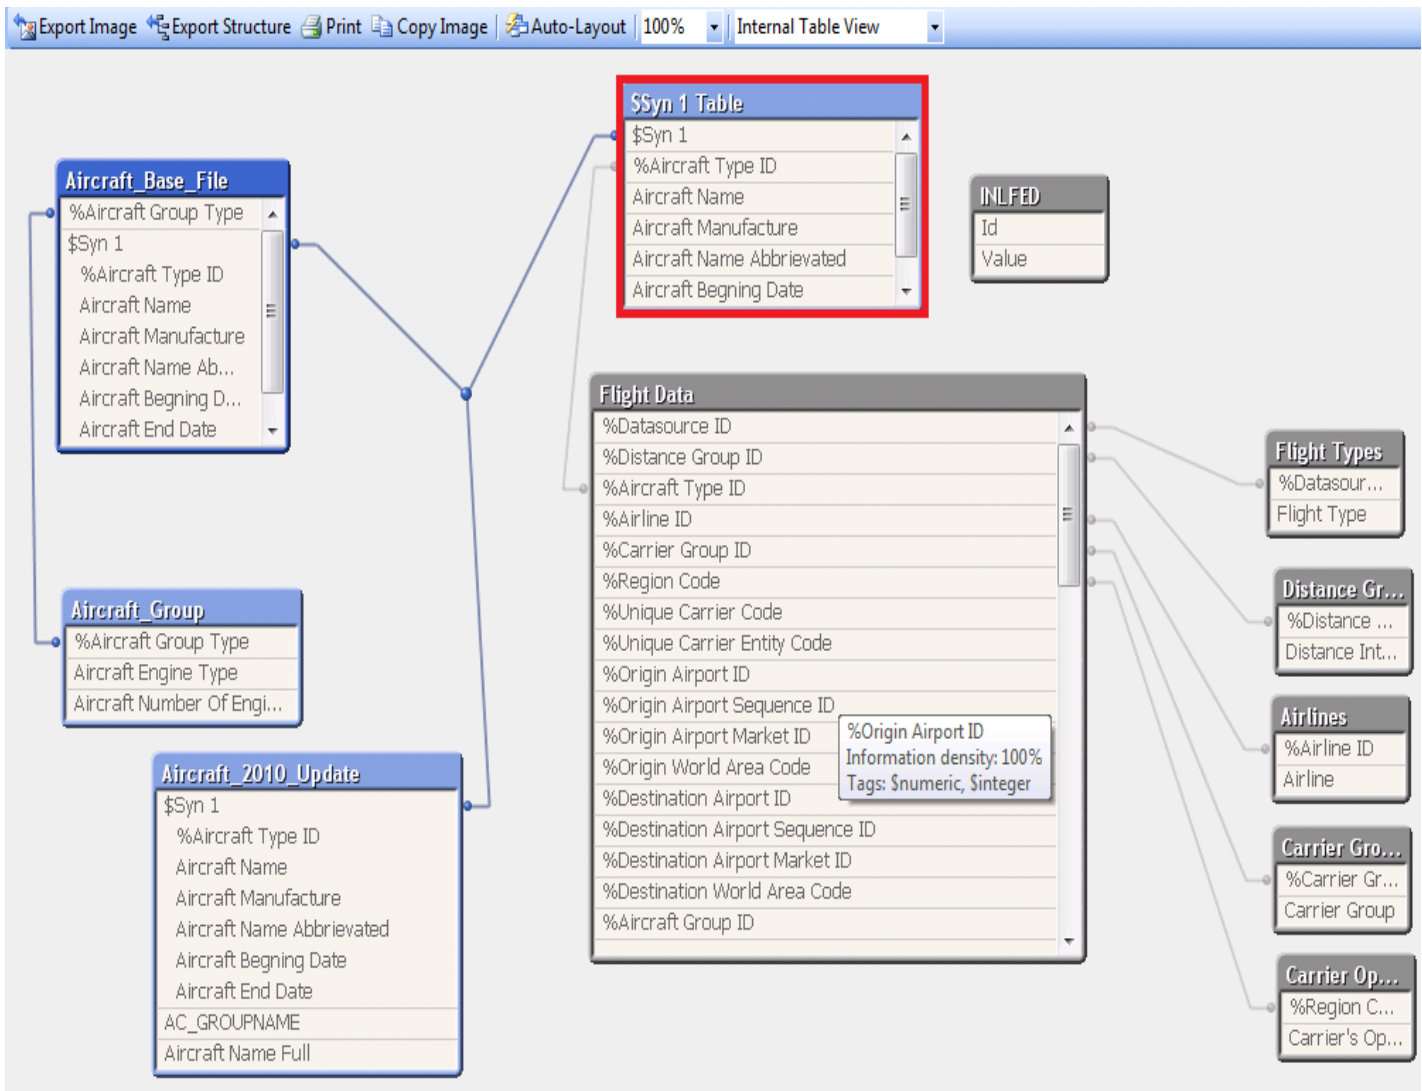 Export Image Export Structure Print Copy Image Auto-Layout 100% Internal Table View
$Syn 1 Table
$Syn 1
%Aircraft Type ID
Aircraft Name
Aircraft Manufacture
Aircraft Name Abbrievated
Aircraft Begning Date
INLFED
Id
Value
Aircraft_Base_File
%Aircraft Group Type
$Syn 1
%Aircraft Type ID
Aircraft Name
Aircraft Manufacture
Aircraft Name Ab...
Aircraft Begning D...
Aircraft End Date
Aircraft_Group
%Aircraft Group Type
Aircraft Engine Type
Aircraft Number Of Engi...
Aircraft_2010_Update
$Syn 1
%Aircraft Type ID
Aircraft Name
Aircraft Manufacture
Aircraft Name Abbrievated
Aircraft Begning Date
Aircraft End Date
AC_GROUPNAME
Aircraft Name Full
Flight Data
%Datasource ID
%Distance Group ID
%Aircraft Type ID
%Airline ID
%Carrier Group ID
%Region Code
%Unique Carrier Code
%Unique Carrier Entity Code
%Origin Airport ID
%Origin Airport Sequence ID
%Origin Airport Market ID
%Origin World Area Code
%Destination Airport ID
%Destination Airport Sequence ID
%Destination Airport Market ID
%Destination World Area Code
%Aircraft Group ID
%Origin Airport ID
Information density: 100%
Tags: $numeric, $integer
Flight Types
%Datasour...
Flight Type
Distance Gr...
%Distance ...
Distance Int...
Airlines
%Airline ID
Airline
Carrier Gro...
%Carrier Gr...
Carrier Group
Carrier Op...
%Region C...
Carrier's Op...